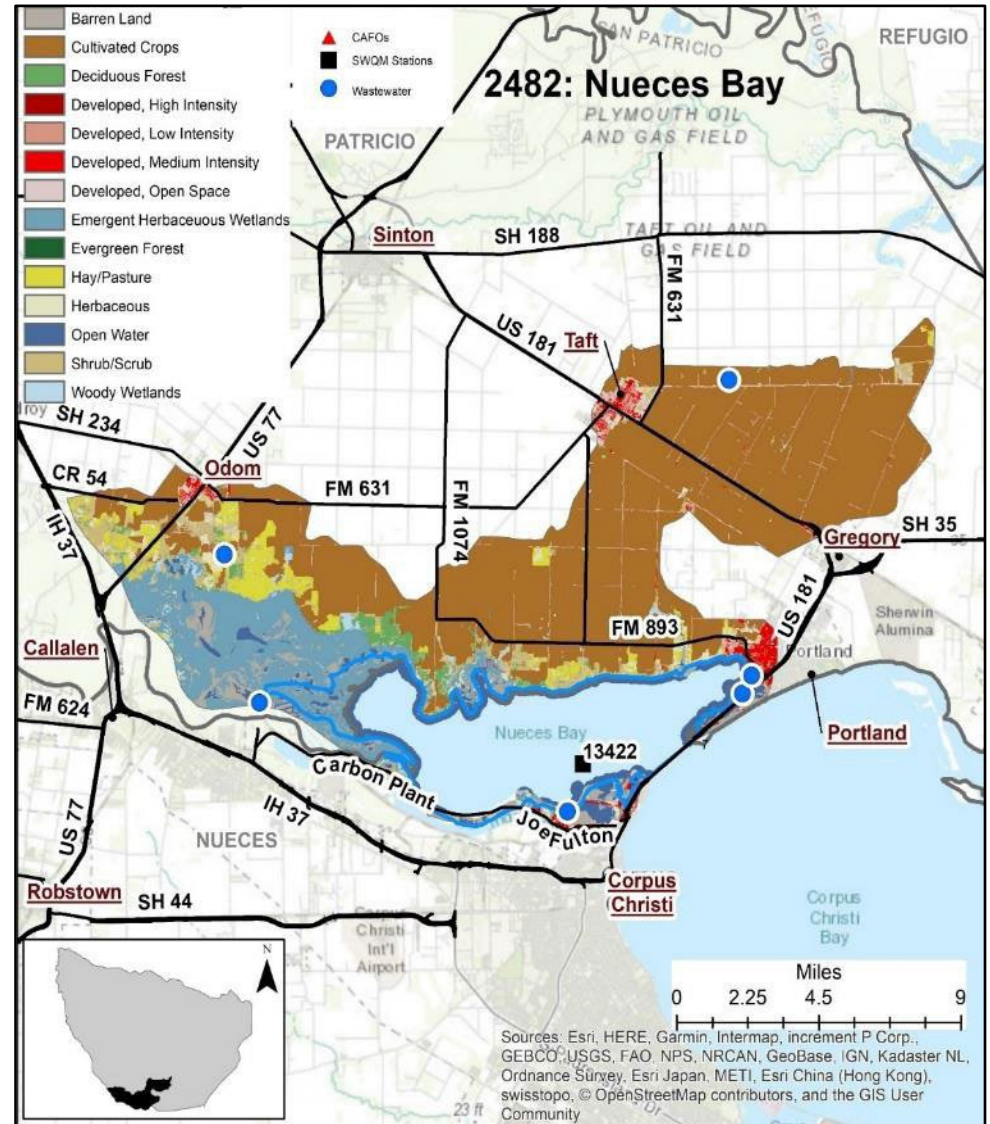 Barren Land
Cultivated Crops
Deciduous Forest
Developed, High Intensity
Developed, Low Intensity
Developed, Medium Intensity
Developed, Open Space
Emergent Herbaceuous Wetlands
Evergreen Forest
Hay/Pasture
Herbaceous
Open Water
Shrub/Scrub
Woody Wetlands
CAFOs
SWQM Stations
Wastewater
SAN PATRICIO
REFUGIO
REFUGIO
2482: Nueces Bay
PLYMOUTH OIL
AND GAS FIELD
PATRICIO
Sinton
SH 188
TAFT OIL AND
GAS FIELD
FM 631
US 181
Taft
SH 234
US 77
CR 54
Odom
FM 631
FM 1074
IH 37
SH 35
35
Gregory
US 181
FM 893
Sherwin
Alumina
Portland
Callalen
FM 624
Nueces Bay
13422
Portland
Carbon Plant
JoeFulton
IH 37
US 77
NUECES
Robstown
SH 44
Corpus
Christi
Corpus
Christi
Int'l
Airport
Corpus
Christi
Bay
N
Miles
0 2.25 4.5 9
Sources: Esri, HERE, Garmin, Intermap, increment P Corp.,
GEBCO, USGS, FAO, NPS, NRCAN, GeoBase, IGN, Kadaster NL,
Ordnance Survey, Esri Japan, METI, Esri China (Hong Kong),
swisstopo, © OpenStreetMap contributors, and the GIS User
Community
23 ft